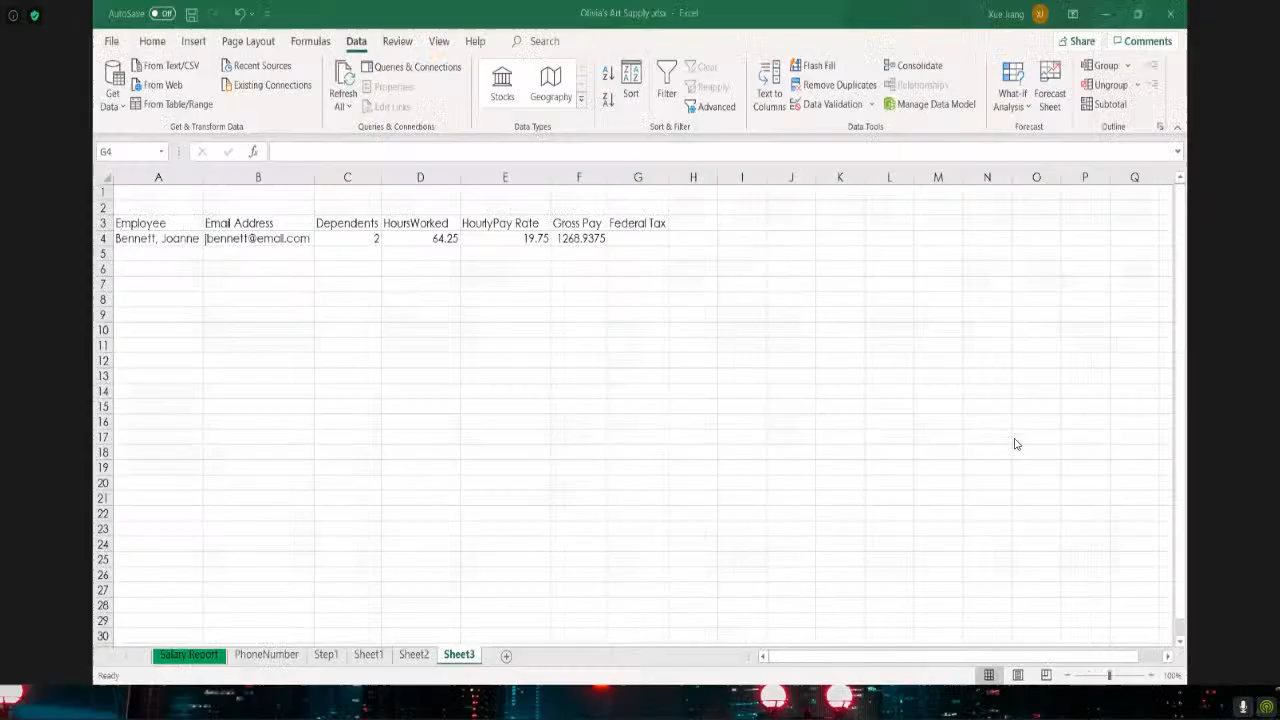 AutoSave Off Olivia's Art Supply.xlsx - Excel Xue Jiang XJ
File Home Insert Page Layout Formulas Data Review View Help Search Share Comments
Get Data
From Text/CSV
From Web
From Table/Range
Recent Sources
Existing Connections
Get & Transform Data
Refresh All
Queries & Connections
Properties
Edit Links
Queries & Connections
Stocks Geography
Data Types
Sort
Filter
Clear
Reapply
Advanced
Sort & Filter
Text to Columns
Flash Fill
Remove Duplicates
Data Validation
Consolidate
Relationships
Manage Data Model
Data Tools
What-If Analysis
Forecast Sheet
Forecast
Group
Ungroup
Subtotal
Outline
G4 fx
A B C D E F G H I J K L M N O P Q
1
2
3 Employee Email Address Dependents HoursWorked HourlyPay Rate Gross Pay Federal Tax
4 Bennett, Joanne jbennett@email.com 2 64.25 19.75 1268.9375
5
6
7
8
9
10
11
12
13
14
15
16
17
18
19
20
21
22
23
24
25
26
27
28
29
30
Salary Report PhoneNumber Step1 Sheet1 Sheet2 Sheet3
Ready 100%